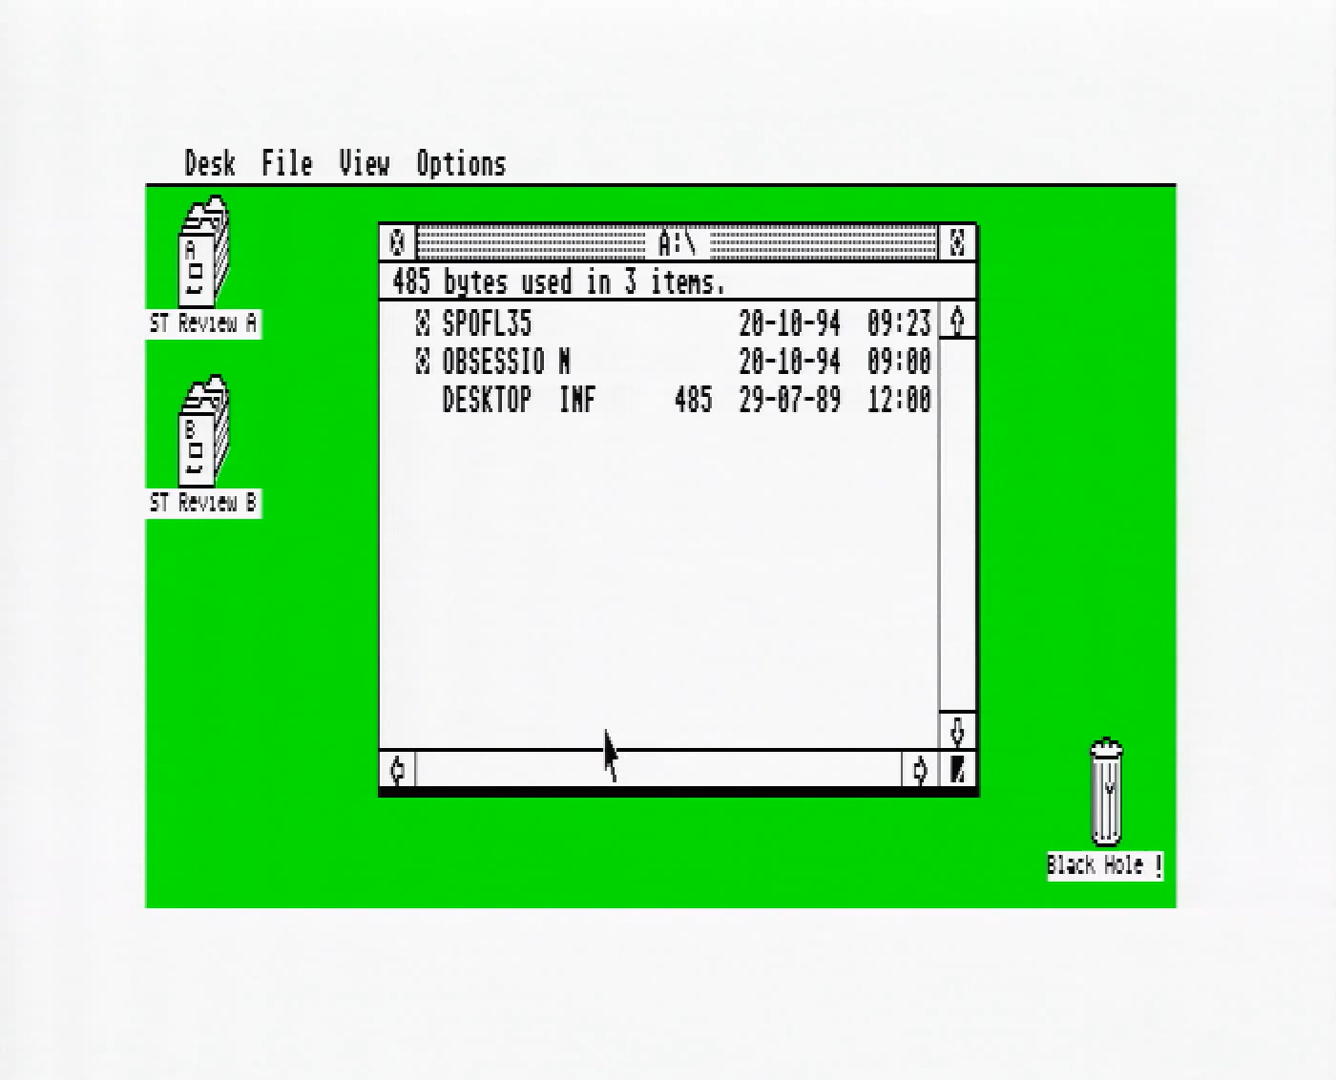 Desk File View Options
A
ST Review A
B
ST Review B
A:\
485 bytes used in 3 items.
SPOFL35 20-10-94 09:23
OBSESSIO N 20-10-94 09:00
DESKTOP INF 485 29-07-89 12:00
Black Hole !